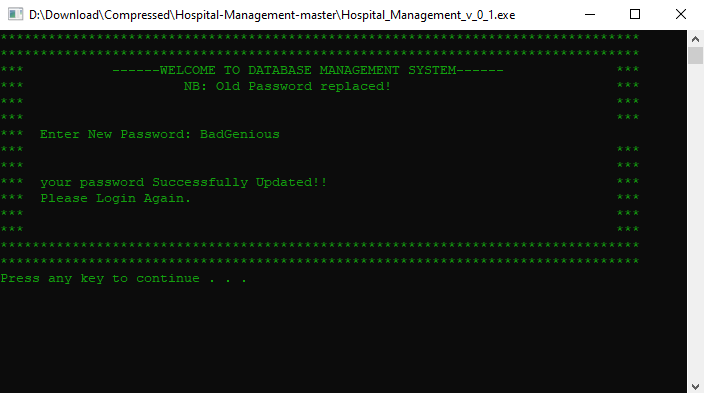 D:\Download\Compressed\Hospital-Management-master\Hospital_Management_v_0_1.exe
********************************************************************************
********************************************************************************
***           ------WELCOME TO DATABASE MANAGEMENT SYSTEM------              ***
***                    NB: Old Password replaced!                            ***
***                                                                          ***
***                                                                          ***
***  Enter New Password: BadGenious
***                                                                          ***
***                                                                          ***
***  your password Successfully Updated!!                                    ***
***  Please Login Again.                                                     ***
***                                                                          ***
***                                                                          ***
********************************************************************************
********************************************************************************
Press any key to continue . . .